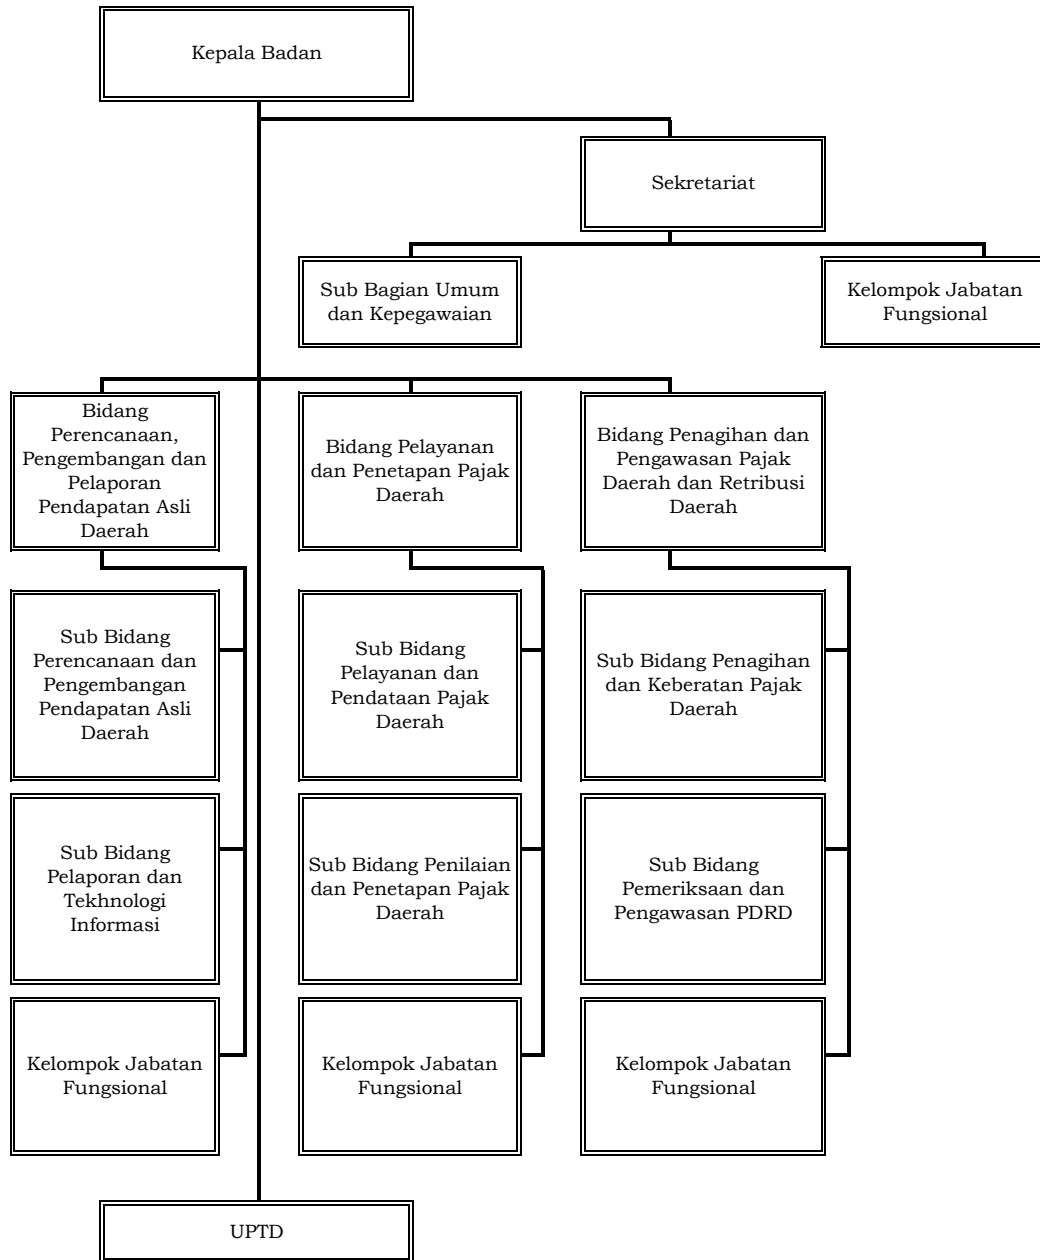 Kepala Badan
Sekretariat
Sub Bagian Umum
dan Kepegawaian
Kelompok Jabatan
Fungsional
Bidang
Perencanaan,
Pengembangan dan
Pelaporan
Pendapatan Asli
Daerah
Bidang Pelayanan
dan Penetapan Pajak
Daerah
Bidang Penagihan dan
Pengawasan Pajak
Daerah dan Retribusi
Daerah
Sub Bidang
Perencanaan dan
Pengembangan
Pendapatan Asli
Daerah
Sub Bidang
Pelayanan dan
Pendataan Pajak
Daerah
Sub Bidang Penagihan
dan Keberatan Pajak
Daerah
Sub Bidang
Pelaporan dan
Tekhnologi
Informasi
Sub Bidang Penilaian
dan Penetapan Pajak
Daerah
Sub Bidang
Pemeriksaan dan
Pengawasan PDRD
Kelompok Jabatan
Fungsional
Kelompok Jabatan
Fungsional
Kelompok Jabatan
Fungsional
UPTD